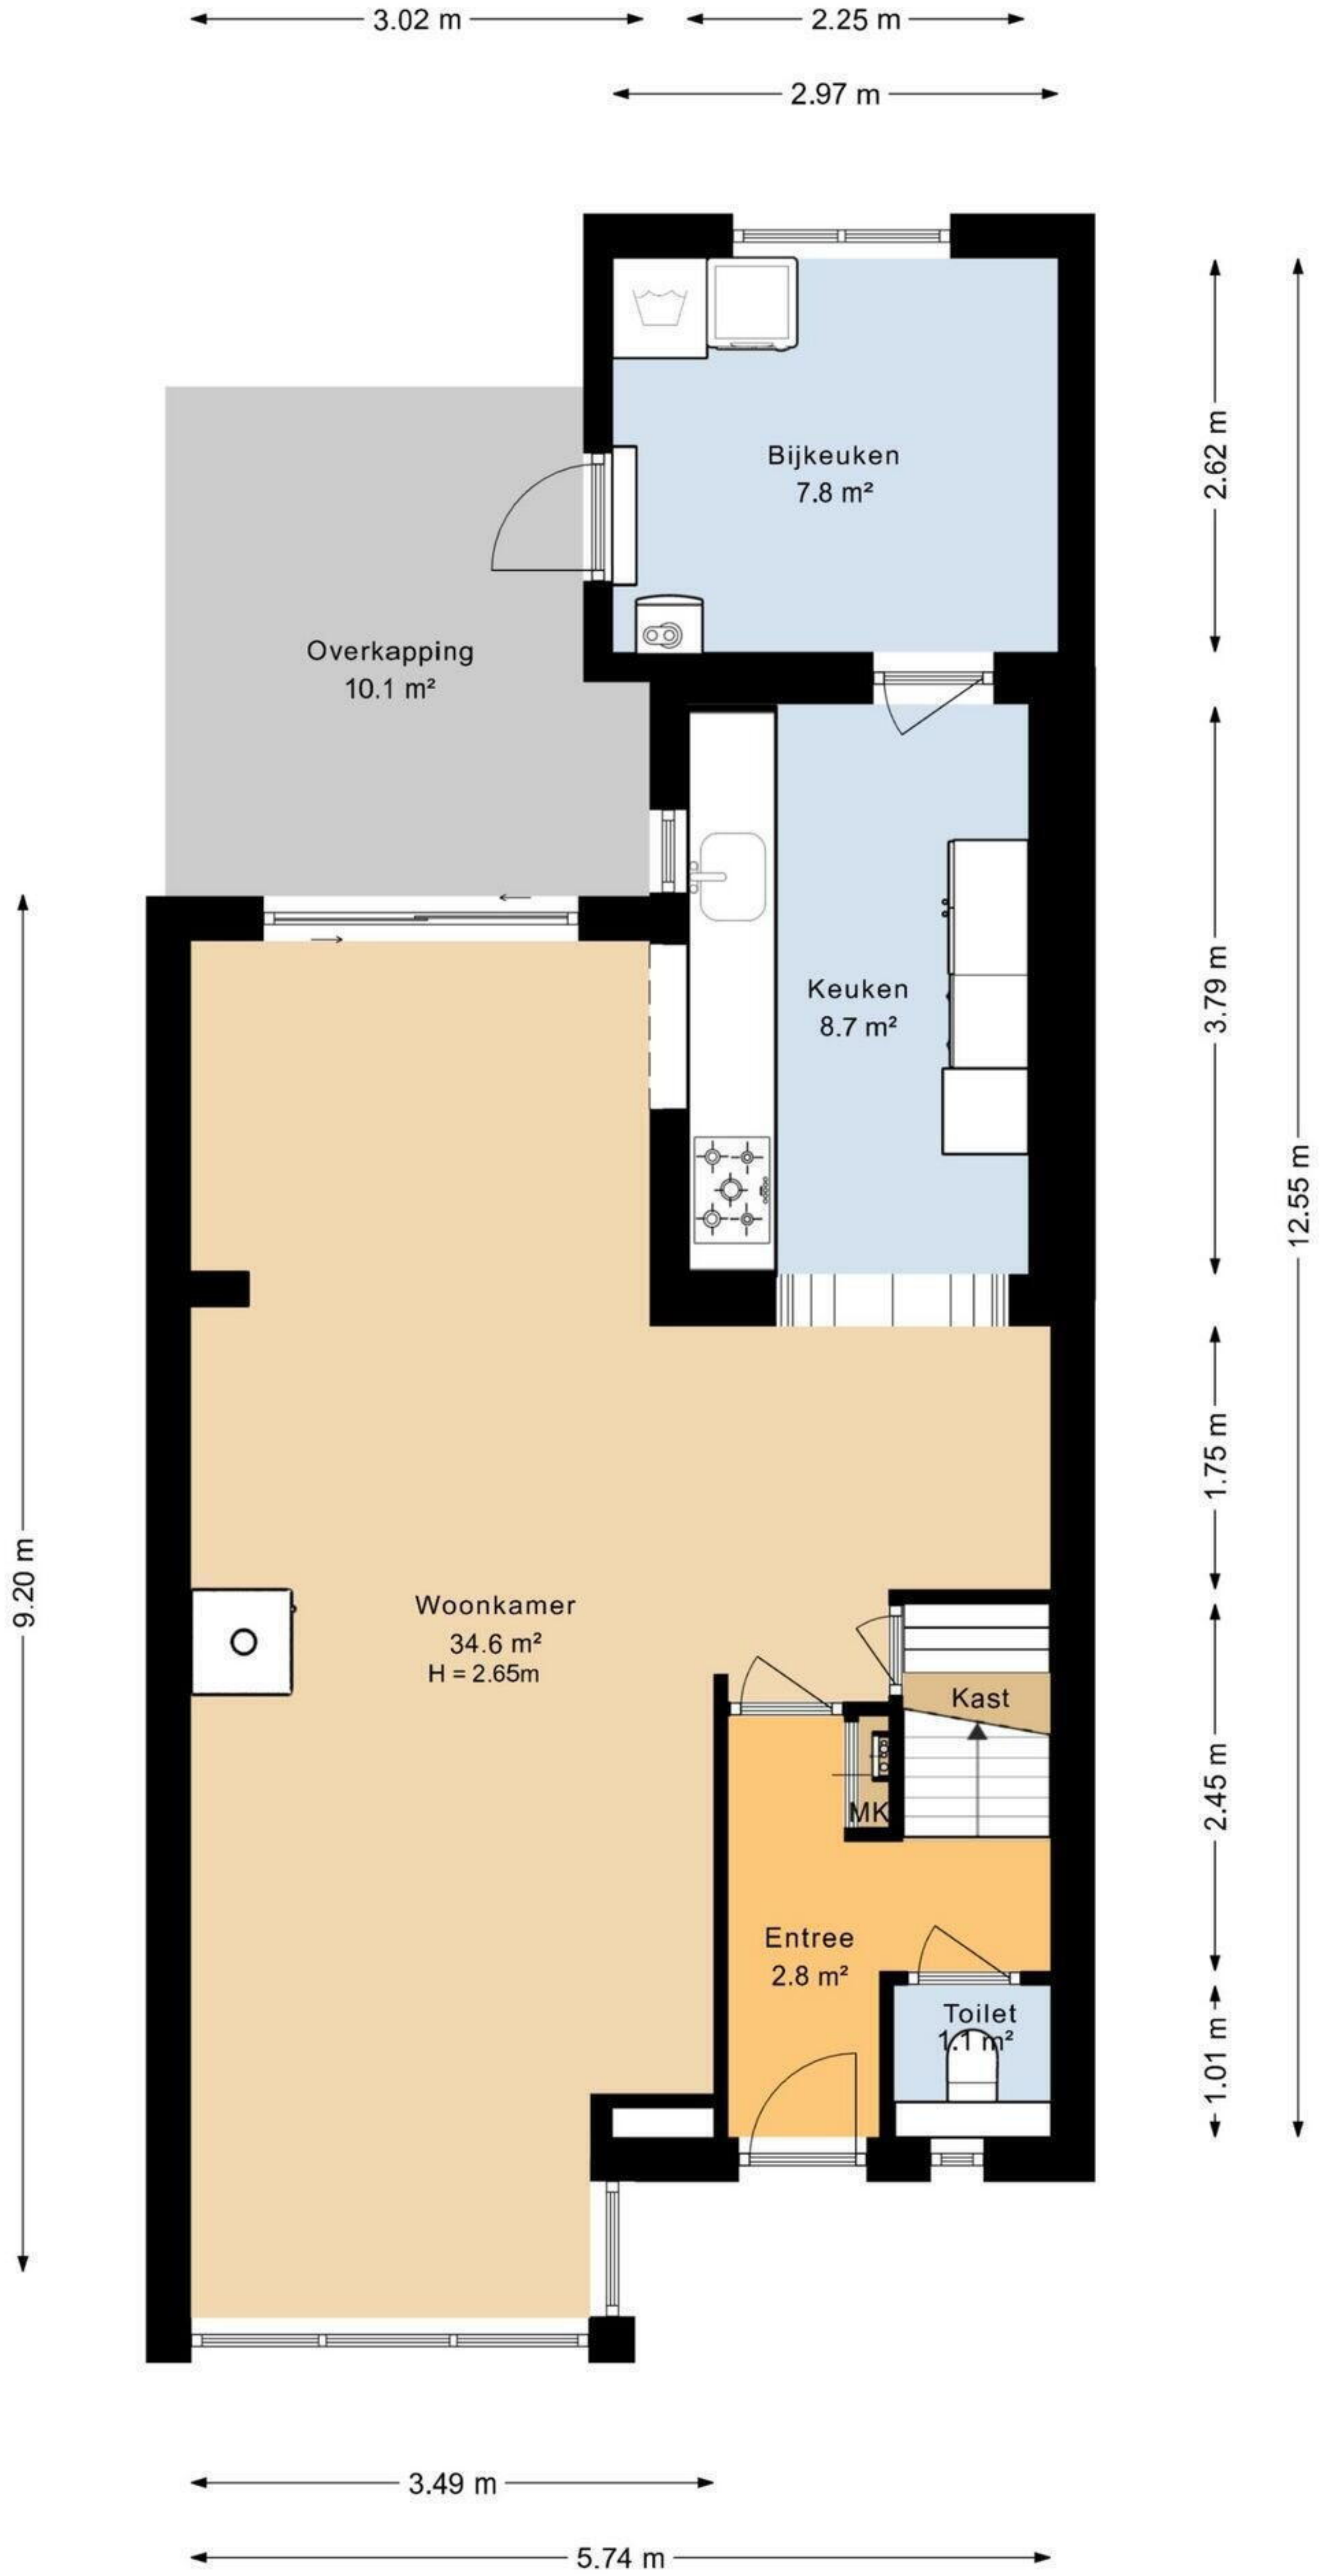 3.02 m
2.25 m
2.97 m
Bijkeuken
7.8 m²
2.62 m
Overkapping
10.1 m²
Keuken
8.7 m²
3.79 m
12.55 m
1.75 m
9.20 m
Woonkamer
34.6 m²
H = 2.65m
Kast
MK
2.45 m
Entree
2.8 m²
Toilet
1.1 m²
1.01 m
3.49 m
5.74 m